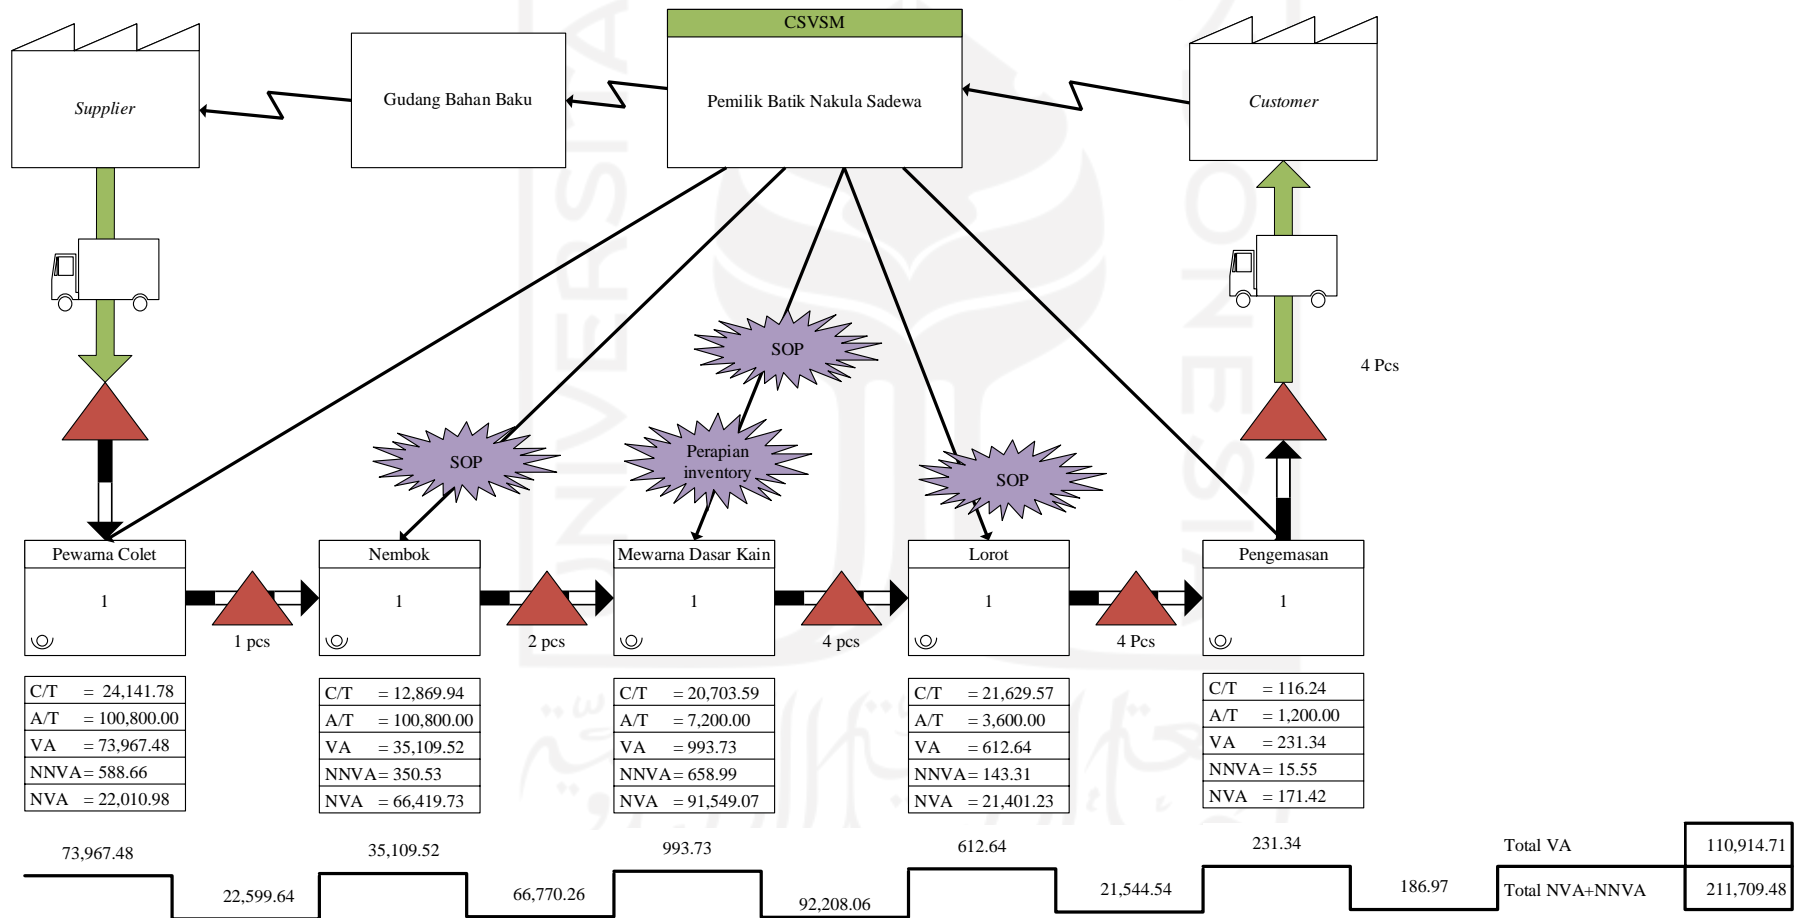 CSVSM
Supplier
Gudang Bahan Baku
Pemilik Batik Nakula Sadewa
Customer
4 Pcs
SOP
SOP
Perapian
inventory
SOP
Pewarna Colet
1
Nembok
1
Mewarna Dasar Kain
1
Lorot
1
Pengemasan
1
1 pcs
2 pcs
4 pcs
4 Pcs
C/T = 24,141.78
A/T = 100,800.00
VA = 73,967.48
NNVA = 588.66
NVA = 22,010.98
C/T = 12,869.94
A/T = 100,800.00
VA = 35,109.52
NNVA = 350.53
NVA = 66,419.73
C/T = 20,703.59
A/T = 7,200.00
VA = 993.73
NNVA = 658.99
NVA = 91,549.07
C/T = 21,629.57
A/T = 3,600.00
VA = 612.64
NNVA = 143.31
NVA = 21,401.23
C/T = 116.24
A/T = 1,200.00
VA = 231.34
NNVA = 15.55
NVA = 171.42
73,967.48
22,599.64
35,109.52
66,770.26
993.73
92,208.06
612.64
21,544.54
231.34
186.97
Total VA 110,914.71
Total NVA+NNVA 211,709.48